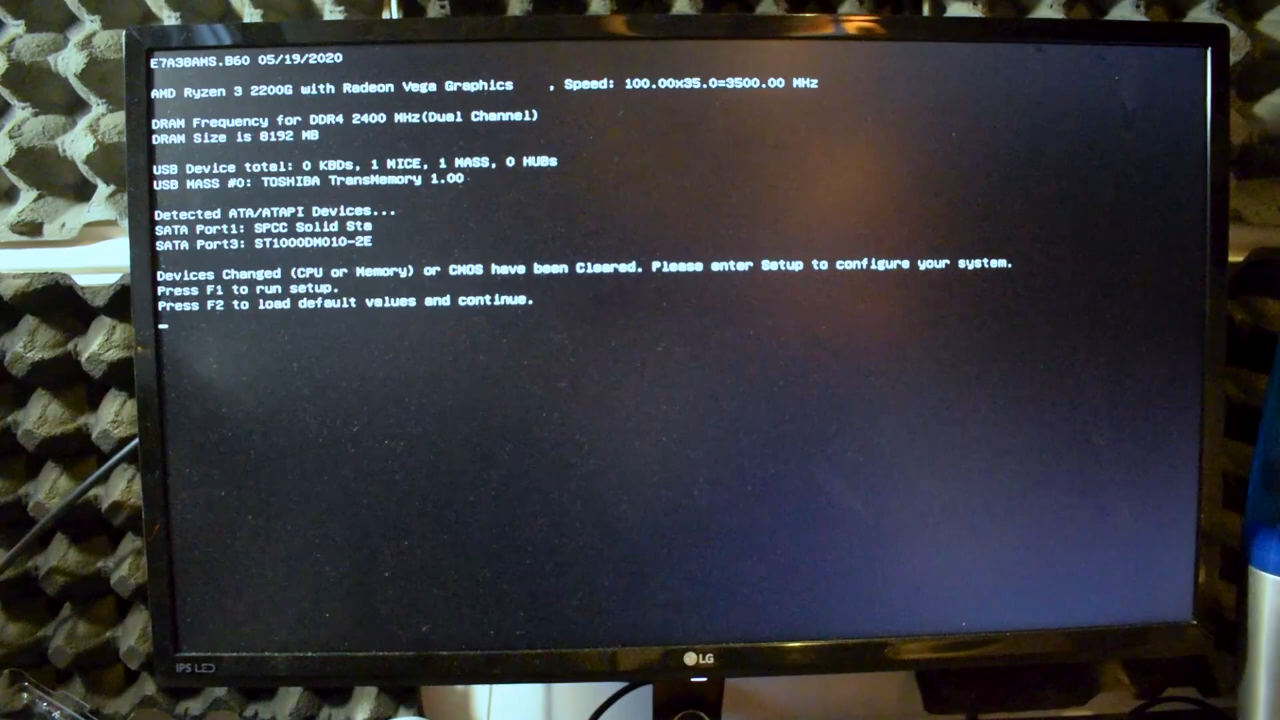 E7A38AMS.B60 05/19/2020
AMD Ryzen 3 2200G with Radeon Vega Graphics , Speed: 100.00x35.0=3500.00 MHz
DRAM Frequency for DDR4 2400 MHz(Dual Channel)
DRAM Size is 8192 MB
USB Device total: 0 KBDs, 1 MICE, 1 MASS, 0 HUBs
USB MASS #0: TOSHIBA TransMemory 1.00
Detected ATA/ATAPI Devices...
SATA Port1: SPCC Solid Sta
SATA Port3: ST1000DM010-2E
Devices Changed (CPU or Memory) or CMOS have been Cleared. Please enter Setup to configure your system.
Press F1 to run setup.
Press F2 to load default values and continue.
IPS LED
LG